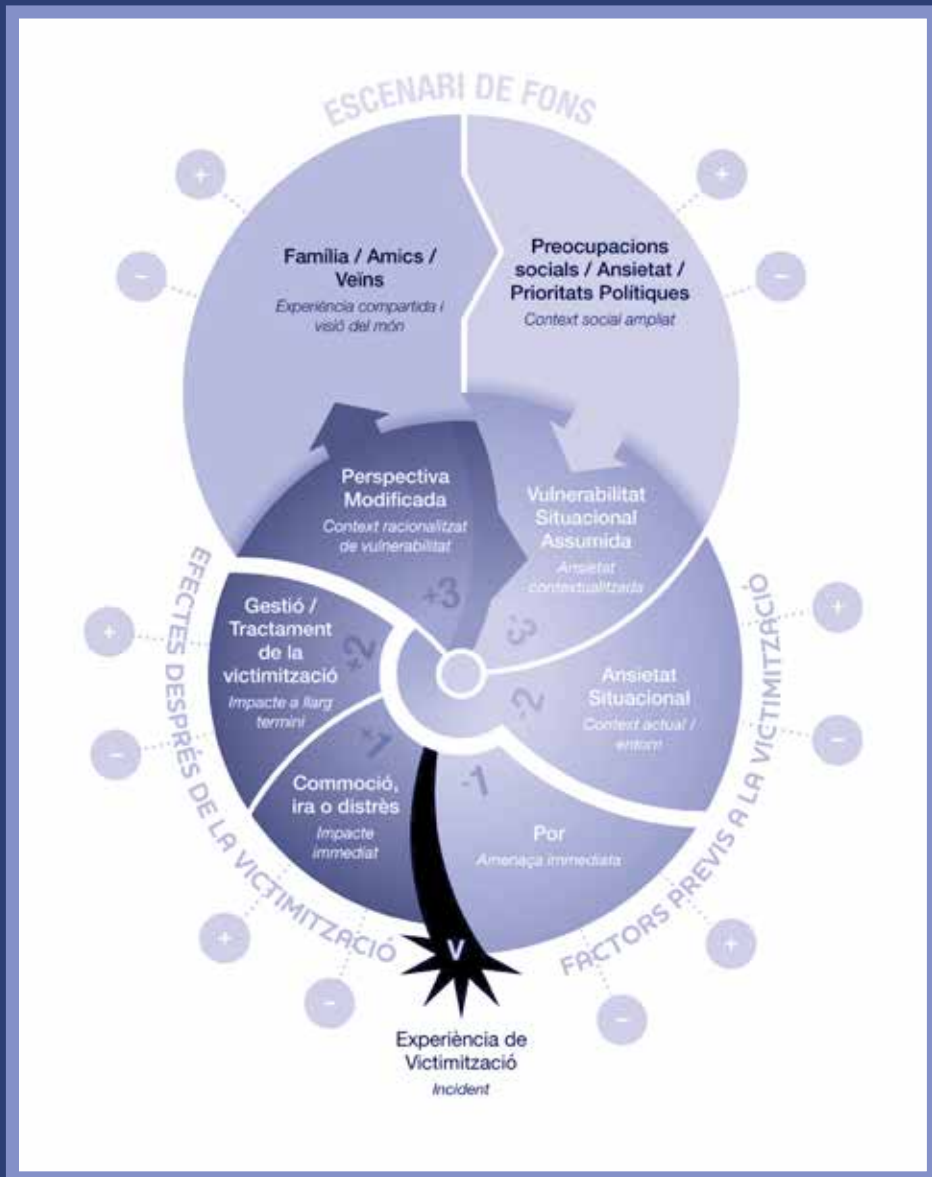 ESCENARI DE FONS
+
+
-
-
Família / Amics /
Veïns
Experiència compartida i
visió del món
Preocupacions
socials / Ansietat /
Prioritats Polítiques
Context social ampliat
Perspectiva
Modificada
Context racionalitzat
de vulnerabilitat
+3
Vulnerabilitat
Situacional
Assumida
Ansietat
contextualitzada
-3
EFECTES DESPRÉS DE LA VICTIMITZACIÓ
+
-
Gestió /
Tractament
de la
victimització
Impacte a llarg
termini
+2
Ansietat
Situacional
Context actual /
entorn
-2
+
-
FACTORS PREVIS A LA VICTIMITZACIÓ
+1
Commoció,
ira o distrès
Impacte
immediat
-1
Por
Amenaça immediata
+
-
+
-
V
Experiència de
Victimització
Incident